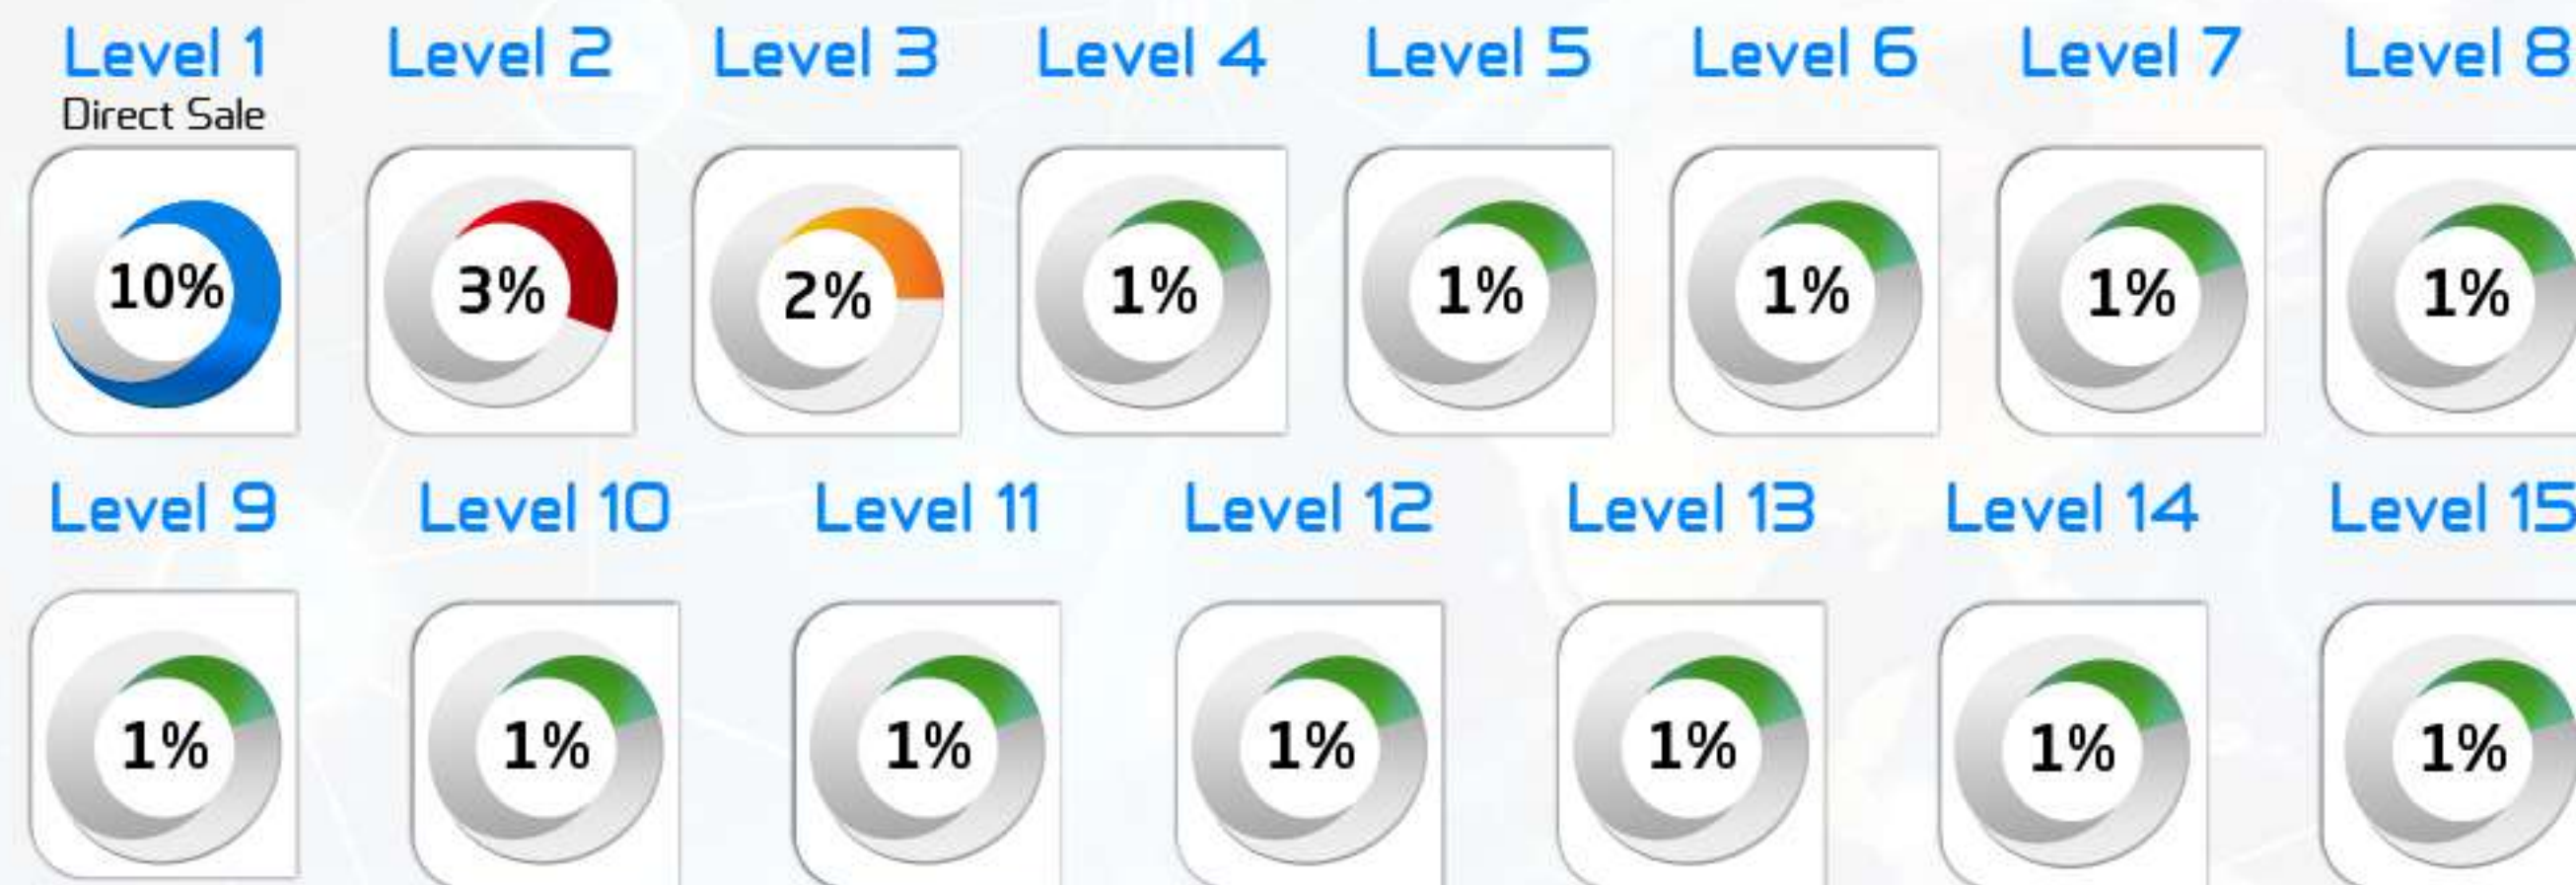 Level 1 Level 2 Level 3 Level 4 Level 5 Level 6 Level 7 Level 8
Direct Sale
10% 3% 2% 1% 1% 1% 1% 1%
Level 9 Level 10 Level 11 Level 12 Level 13 Level 14 Level 15
1% 1% 1% 1% 1% 1% 1%